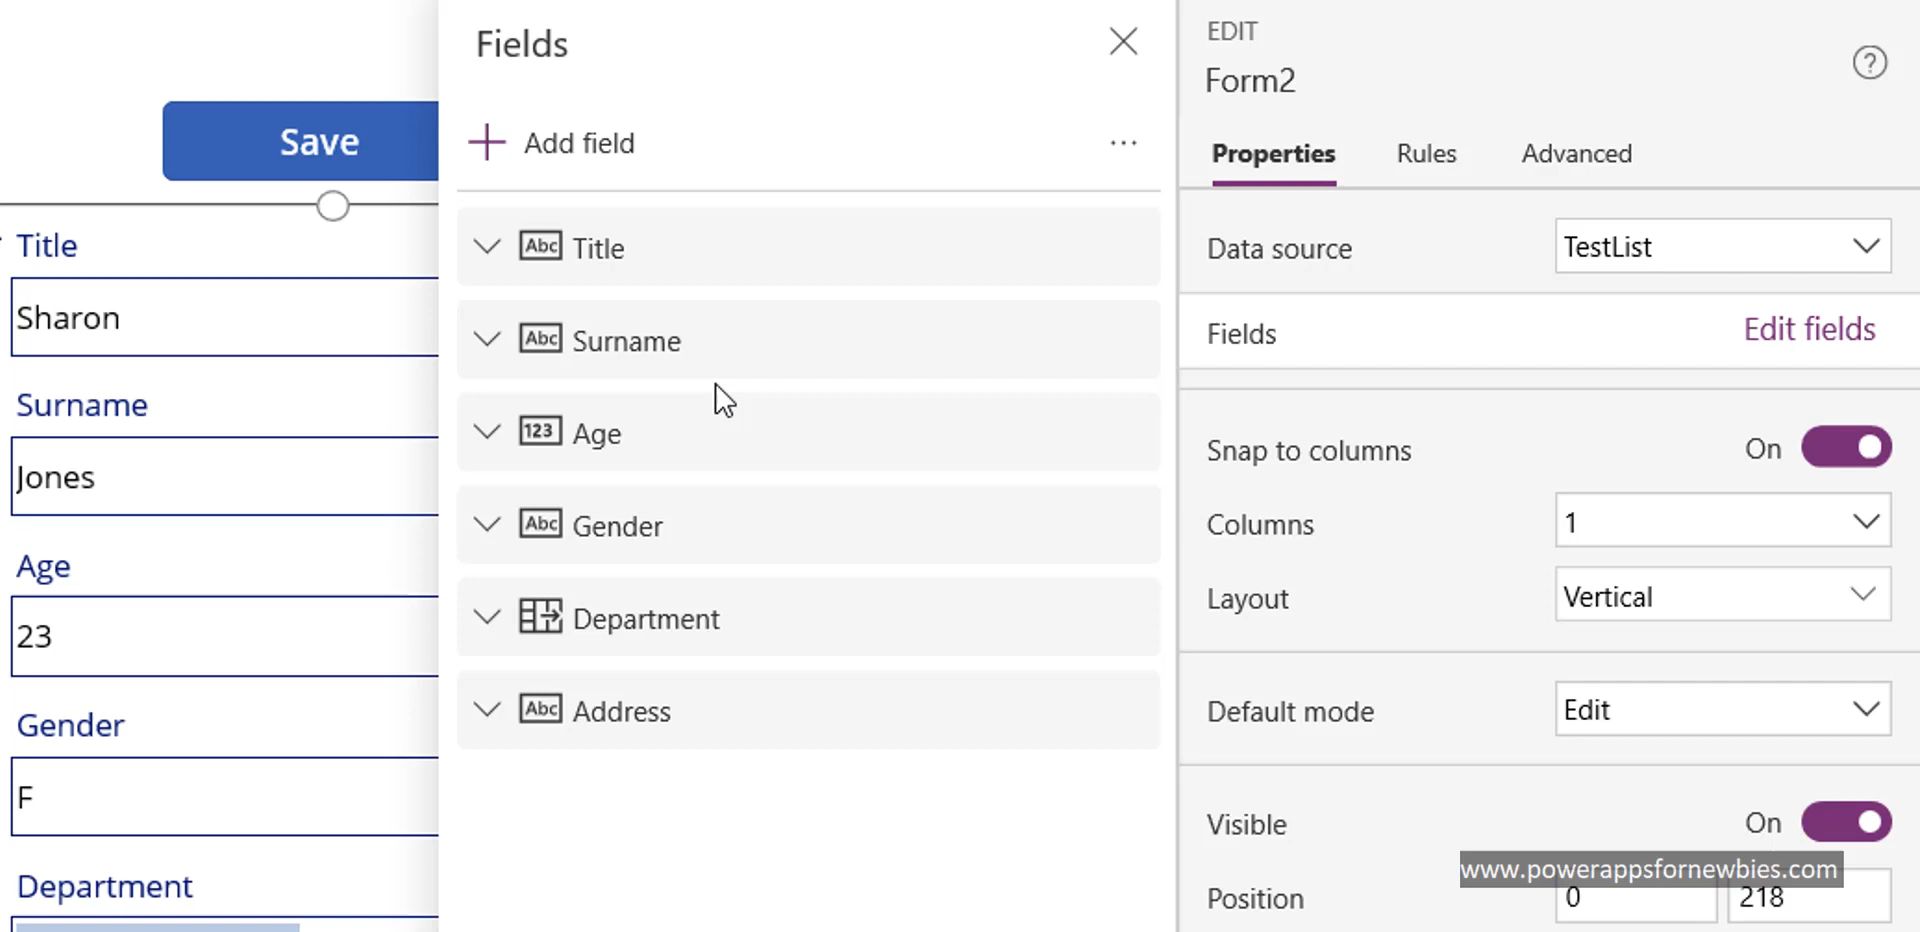 Save
Title
Sharon
Surname
Jones
Age
23
Gender
F
Department
Fields
Add field
...
Abc Title
Abc Surname
123 Age
Abc Gender
Department
Abc Address
EDIT
Form2
?
Properties Rules Advanced
Data source TestList
Fields Edit fields
Snap to columns On
Columns 1
Layout Vertical
Default mode Edit
Visible On
www.powerappsfornewbies.com
Position 0 218